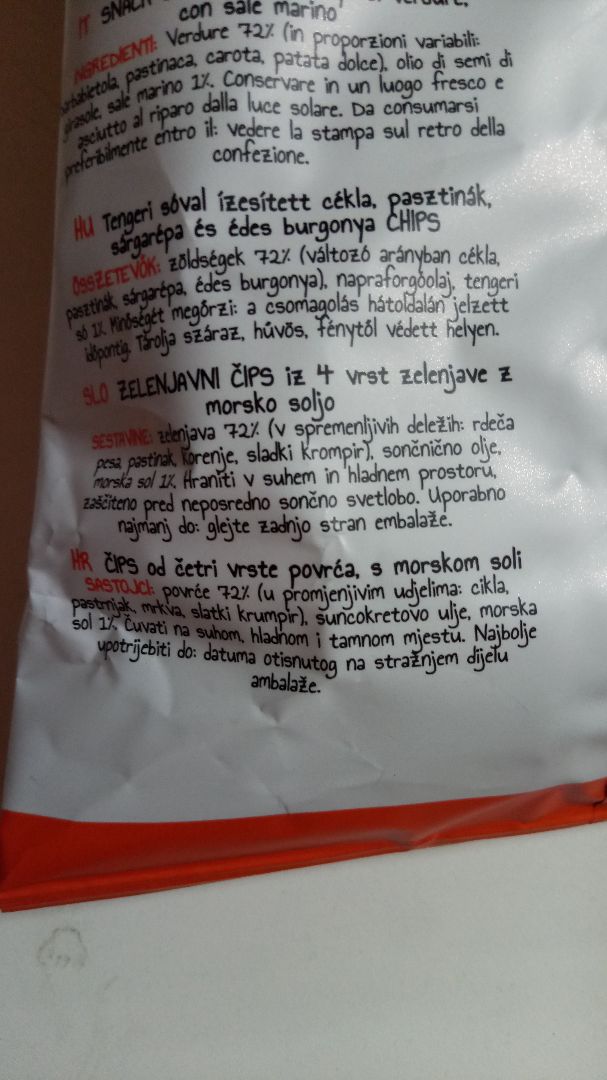 IT SNACK verdure,
con sale marino
INGREDIENTI: Verdure 72% (in proporzioni variabili:
barbabietola, pastinaca, carota, patata dolce), olio di semi di
girasole, sale marino 1%. Conservare in un luogo fresco e
asciutto al riparo dalla luce solare. Da consumarsi
preferibilmente entro il: vedere la stampa sul retro della
confezione.
HU Tengeri sóval ízesített cékla, pasztinák,
sárgarépa és édes burgonya CHIPS
ÖSSZETEVŐK: zöldségek 72% (változó arányban cékla,
pasztinák, sárgarépa, édes burgonya), napraforgóolaj, tengeri
só 1%. Minőségét megőrzi: a csomagolás hátoldalán jelzett
időpontig. Tárolja száraz, hűvös, fénytől védett helyen.
SLO ZELENJAVNI ČIPS iz 4 vrst zelenjave z
morsko soljo
SESTAVINE: zelenjava 72% (v spremenljivih deležih: rdeča
pesa, pastinak, korenje, sladki krompir), sončnično olje,
morska sol 1%. Hraniti v suhem in hladnem prostoru,
zaščiteno pred neposredno sončno svetlobo. Uporabno
najmanj do: glejte zadnjo stran embalaže.
HR ČIPS od četri vrste povrća, s morskom soli
SASTOJCI: povrće 72% (u promjenjivim udjelima: cikla,
pastrnjak, mrkva, slatki krumpir), suncokretovo ulje, morska
sol 1%. Čuvati na suhom, hladnom i tamnom mjestu. Najbolje
upotrijebiti do: datuma otisnutog na stražnjem dijelu
ambalaže.